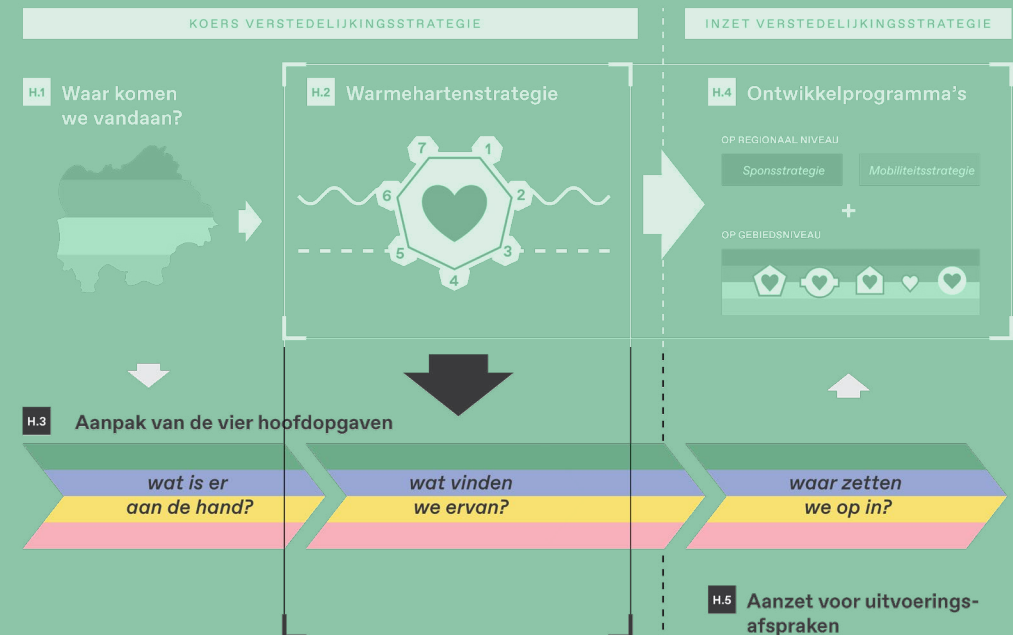 KOERS VERSTEDELIJKINGSSTRATEGIE
INZET VERSTEDELIJKINGSSTRATEGIE
H.1 Waar komen
we vandaan?
H.2 Warmehartenstrategie
7
1
6
2
5
3
4
H.4 Ontwikkelprogramma's
OP REGIONAAL NIVEAU
Sponsstrategie
Mobiliteitsstrategie
+
OP GEBIEDSNIVEAU
H.3 Aanpak van de vier hoofdopgaven
wat is er
aan de hand?
wat vinden
we ervan?
waar zetten
we op in?
H.5 Aanzet voor uitvoerings-
afspraken